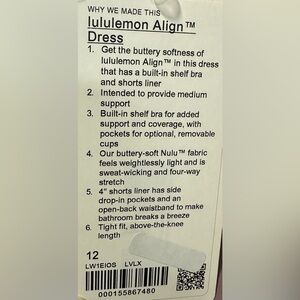 WHY WE MADE THIS
lululemon Align™
Dress
1. Get the buttery softness of
lululemon Align™ in this dress
that has a built-in shelf bra
and shorts liner
2. Intended to provide medium
support
3. Built-in shelf bra for added
support and coverage, with
pockets for optional, removable
cups
4. Our buttery-soft Nulu™ fabric
feels weightlessly light and is
sweat-wicking and four-way
stretch
5. 4" shorts liner has side
drop-in pockets and an
open-back waistband to make
bathroom breaks a breeze
6. Tight fit, above-the-knee
length
12
LW1EIOS LVLX
000155867480